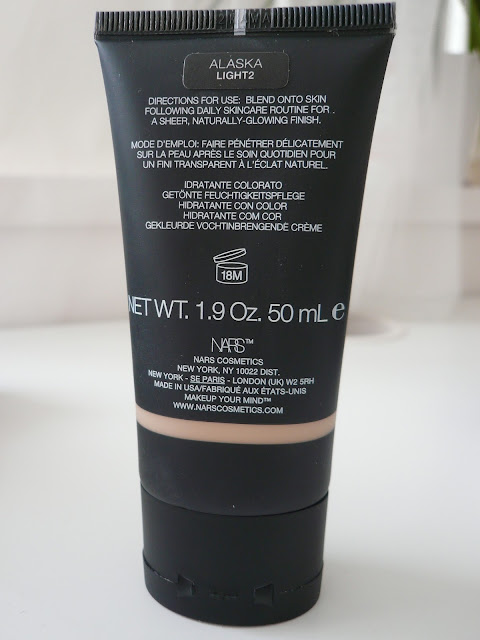 ALASKA
LIGHT2
DIRECTIONS FOR USE: BLEND ONTO SKIN
FOLLOWING DAILY SKINCARE ROUTINE FOR
A SHEER, NATURALLY-GLOWING FINISH.
MODE D'EMPLOI: FAIRE PÉNÉTRER DÉLICATEMENT
SUR LA PEAU APRÈS LE SOIN QUOTIDIEN POUR
UN FINI TRANSPARENT À L'ÉCLAT NATUREL.
IDRATANTE COLORATO
GETÖNTE FEUCHTIGKEITSPFLEGE
HIDRATANTE CON COLOR
HIDRATANTE COM COR
GEKLEURDE VOCHTINBRENGENDE CRÈME
18M
NET WT. 1.9 Oz. 50 mL e
NARS™
NARS COSMETICS
NEW YORK, NY 10022 DIST.
NEW YORK - SE PARIS - LONDON (UK) W2 5RH
MADE IN USA/FABRIQUÉ AUX ÉTATS-UNIS
MAKEUP YOUR MIND™
WWW.NARSCOSMETICS.COM